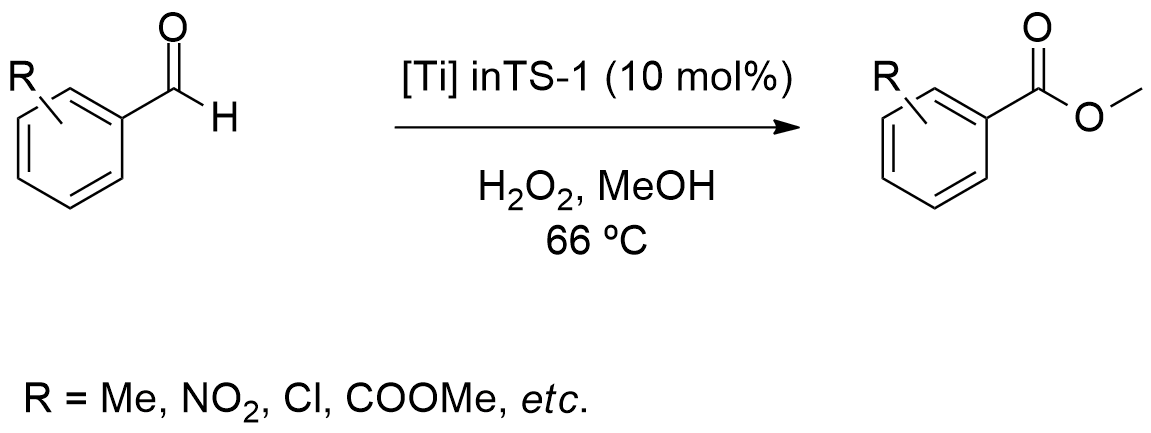 O
R
H
[Ti] inTS-1 (10 mol%)
H₂O₂, MeOH
66 ºC
O
R
O
R = Me, NO₂, Cl, COOMe, etc.